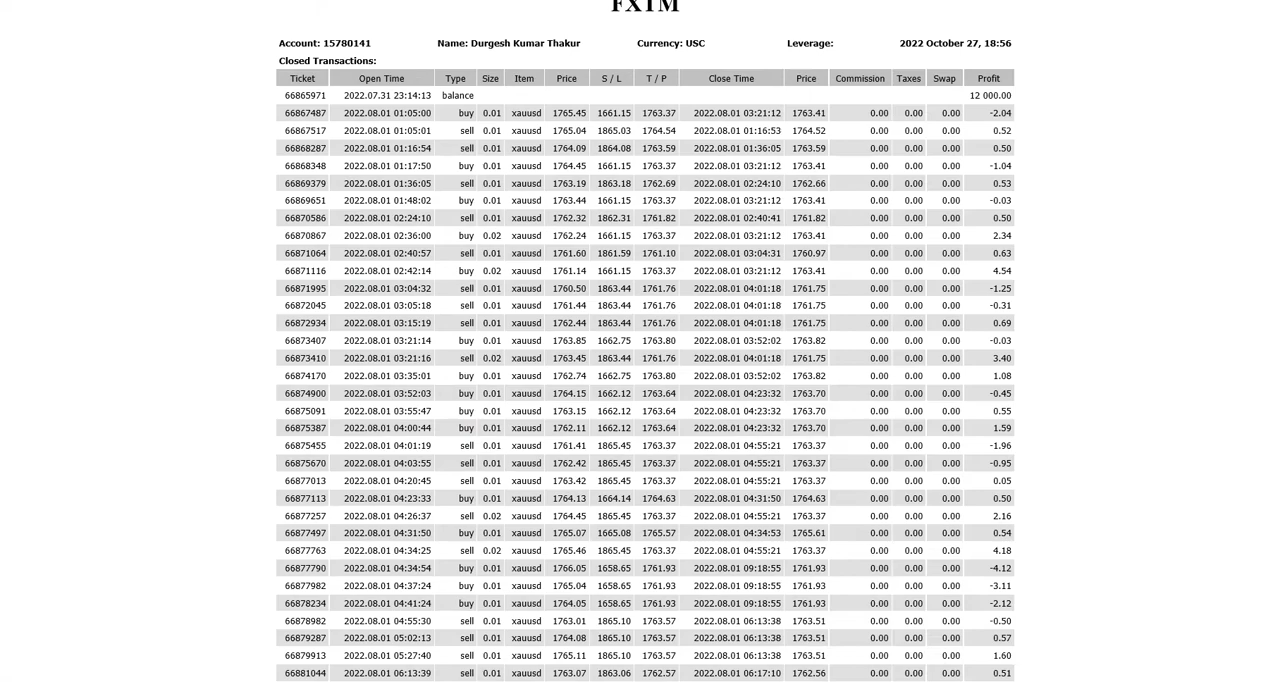 FXTM
Account: 15780141 Name: Durgesh Kumar Thakur Currency: USC Leverage: 2022 October 27, 18:56
Closed Transactions:
Ticket Open Time Type Size Item Price S / L T / P Close Time Price Commission Taxes Swap Profit
66865971 2022.07.31 23:14:13 balance 12 000.00
66867487 2022.08.01 01:05:00 buy 0.01 xauusd 1765.45 1661.15 1763.37 2022.08.01 03:21:12 1763.41 0.00 0.00 0.00 -2.04
66867517 2022.08.01 01:05:01 sell 0.01 xauusd 1765.04 1865.03 1764.54 2022.08.01 01:16:53 1764.52 0.00 0.00 0.00 0.52
66868287 2022.08.01 01:16:54 sell 0.01 xauusd 1764.09 1864.08 1763.59 2022.08.01 01:36:05 1763.59 0.00 0.00 0.00 0.50
66868348 2022.08.01 01:17:50 buy 0.01 xauusd 1764.45 1661.15 1763.37 2022.08.01 03:21:12 1763.41 0.00 0.00 0.00 -1.04
66869379 2022.08.01 01:36:05 sell 0.01 xauusd 1763.19 1863.18 1762.69 2022.08.01 02:24:10 1762.66 0.00 0.00 0.00 0.53
66869651 2022.08.01 01:48:02 buy 0.01 xauusd 1763.44 1661.15 1763.37 2022.08.01 03:21:12 1763.41 0.00 0.00 0.00 -0.03
66870586 2022.08.01 02:24:10 sell 0.01 xauusd 1762.32 1862.31 1761.82 2022.08.01 02:40:41 1761.82 0.00 0.00 0.00 0.50
66870867 2022.08.01 02:36:00 buy 0.02 xauusd 1762.24 1661.15 1763.37 2022.08.01 03:21:12 1763.41 0.00 0.00 0.00 2.34
66871064 2022.08.01 02:40:57 sell 0.01 xauusd 1761.60 1861.59 1761.10 2022.08.01 03:04:31 1760.97 0.00 0.00 0.00 0.63
66871116 2022.08.01 02:42:14 buy 0.02 xauusd 1761.14 1661.15 1763.37 2022.08.01 03:21:12 1763.41 0.00 0.00 0.00 4.54
66871995 2022.08.01 03:04:32 sell 0.01 xauusd 1760.50 1863.44 1761.76 2022.08.01 04:01:18 1761.75 0.00 0.00 0.00 -1.25
66872045 2022.08.01 03:05:18 sell 0.01 xauusd 1761.44 1863.44 1761.76 2022.08.01 04:01:18 1761.75 0.00 0.00 0.00 -0.31
66872934 2022.08.01 03:15:19 sell 0.01 xauusd 1762.44 1863.44 1761.76 2022.08.01 04:01:18 1761.75 0.00 0.00 0.00 0.69
66873407 2022.08.01 03:21:14 buy 0.01 xauusd 1763.85 1662.75 1763.80 2022.08.01 03:52:02 1763.82 0.00 0.00 0.00 -0.03
66873410 2022.08.01 03:21:16 sell 0.02 xauusd 1763.45 1863.44 1761.76 2022.08.01 04:01:18 1761.75 0.00 0.00 0.00 3.40
66874170 2022.08.01 03:35:01 buy 0.01 xauusd 1762.74 1662.75 1763.80 2022.08.01 03:52:02 1763.82 0.00 0.00 0.00 1.08
66874900 2022.08.01 03:52:03 buy 0.01 xauusd 1764.15 1662.12 1763.64 2022.08.01 04:23:32 1763.70 0.00 0.00 0.00 -0.45
66875091 2022.08.01 03:55:47 buy 0.01 xauusd 1763.15 1662.12 1763.64 2022.08.01 04:23:32 1763.70 0.00 0.00 0.00 0.55
66875387 2022.08.01 04:00:44 buy 0.01 xauusd 1762.11 1662.12 1763.64 2022.08.01 04:23:32 1763.70 0.00 0.00 0.00 1.59
66875455 2022.08.01 04:01:19 sell 0.01 xauusd 1761.41 1865.45 1763.37 2022.08.01 04:55:21 1763.37 0.00 0.00 0.00 -1.96
66875670 2022.08.01 04:03:55 sell 0.01 xauusd 1762.42 1865.45 1763.37 2022.08.01 04:55:21 1763.37 0.00 0.00 0.00 -0.95
66877013 2022.08.01 04:20:45 sell 0.01 xauusd 1763.42 1865.45 1763.37 2022.08.01 04:55:21 1763.37 0.00 0.00 0.00 0.05
66877113 2022.08.01 04:23:33 buy 0.01 xauusd 1764.13 1664.14 1764.63 2022.08.01 04:31:50 1764.63 0.00 0.00 0.00 0.50
66877257 2022.08.01 04:26:37 sell 0.02 xauusd 1764.45 1865.45 1763.37 2022.08.01 04:55:21 1763.37 0.00 0.00 0.00 2.16
66877497 2022.08.01 04:31:50 buy 0.01 xauusd 1765.07 1665.08 1765.57 2022.08.01 04:34:53 1765.61 0.00 0.00 0.00 0.54
66877763 2022.08.01 04:34:25 sell 0.02 xauusd 1765.46 1865.45 1763.37 2022.08.01 04:55:21 1763.37 0.00 0.00 0.00 4.18
66877790 2022.08.01 04:34:54 buy 0.01 xauusd 1766.05 1658.65 1761.93 2022.08.01 09:18:55 1761.93 0.00 0.00 0.00 -4.12
66877982 2022.08.01 04:37:24 buy 0.01 xauusd 1765.04 1658.65 1761.93 2022.08.01 09:18:55 1761.93 0.00 0.00 0.00 -3.11
66878234 2022.08.01 04:41:24 buy 0.01 xauusd 1764.05 1658.65 1761.93 2022.08.01 09:18:55 1761.93 0.00 0.00 0.00 -2.12
66878982 2022.08.01 04:55:30 sell 0.01 xauusd 1763.01 1865.10 1763.57 2022.08.01 06:13:38 1763.51 0.00 0.00 0.00 -0.50
66879287 2022.08.01 05:02:13 sell 0.01 xauusd 1764.08 1865.10 1763.57 2022.08.01 06:13:38 1763.51 0.00 0.00 0.00 0.57
66879913 2022.08.01 05:27:40 sell 0.01 xauusd 1765.11 1865.10 1763.57 2022.08.01 06:13:38 1763.51 0.00 0.00 0.00 1.60
66881044 2022.08.01 06:13:39 sell 0.01 xauusd 1763.07 1863.06 1762.57 2022.08.01 06:17:10 1762.56 0.00 0.00 0.00 0.51